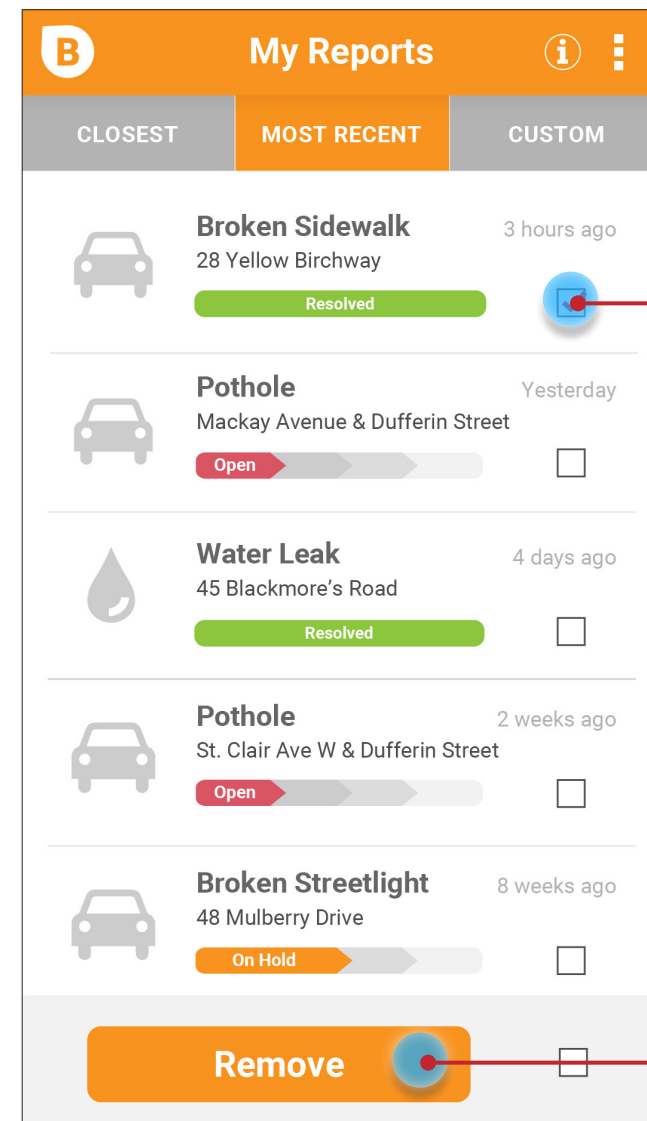 B My Reports i
CLOSEST MOST RECENT CUSTOM
Broken Sidewalk 3 hours ago
28 Yellow Birchway
Resolved
Pothole Yesterday
Mackay Avenue & Dufferin Street
Open
Water Leak 4 days ago
45 Blackmore’s Road
Resolved
Pothole 2 weeks ago
St. Clair Ave W & Dufferin Street
Open
Broken Streetlight 8 weeks ago
48 Mulberry Drive
On Hold
Remove